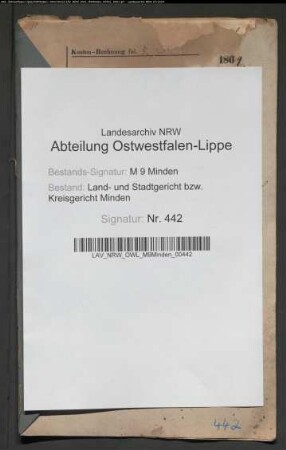 Kosten-Rechnung fol.
186
Landesarchiv NRW
Abteilung Ostwestfalen-Lippe
Bestands-Signatur: M 9 Minden
Bestand: Land- und Stadtgericht bzw.
Kreisgericht Minden
Signatur: Nr. 442
LAV_NRW_OWL_M9Minden_00442
442